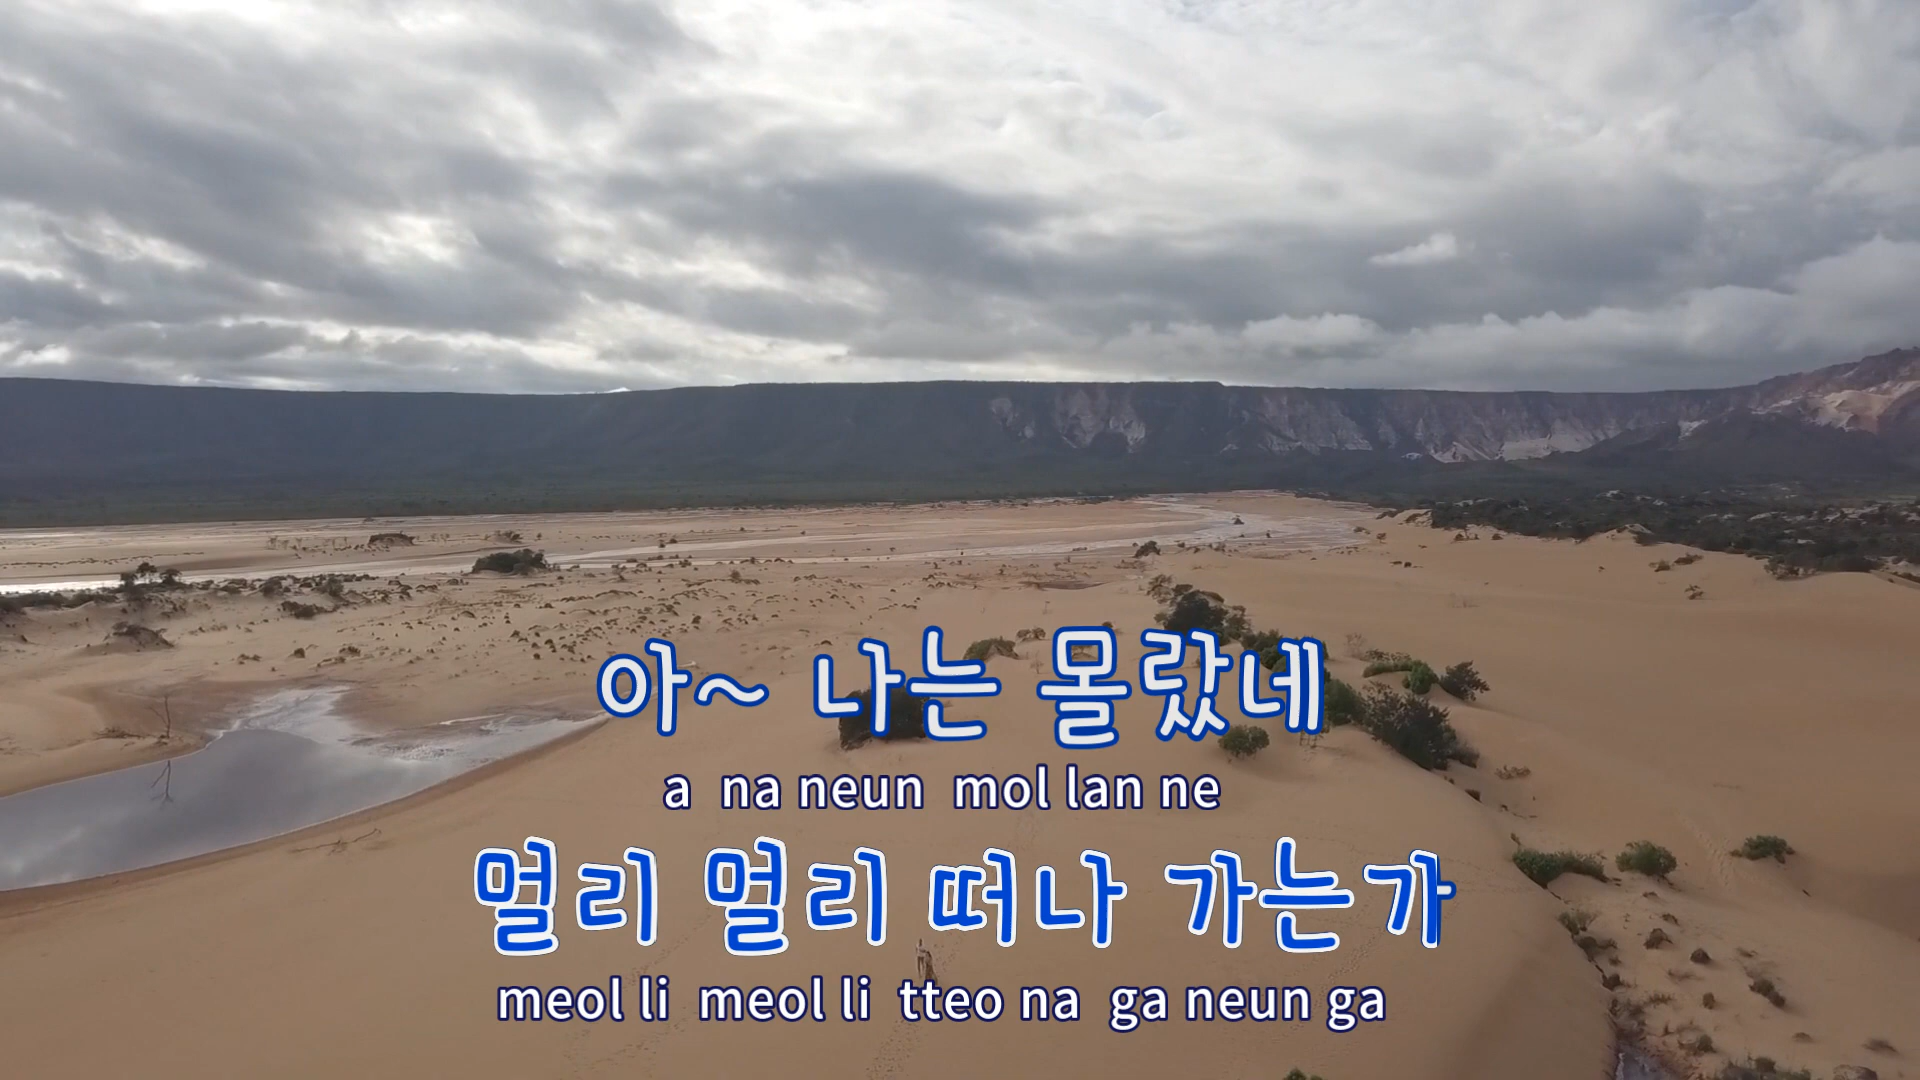 아~ 나는 몰랐네
a na neun mol lan ne
멀리 멀리 떠나 가는가
meol li meol li tteo na ga neun ga